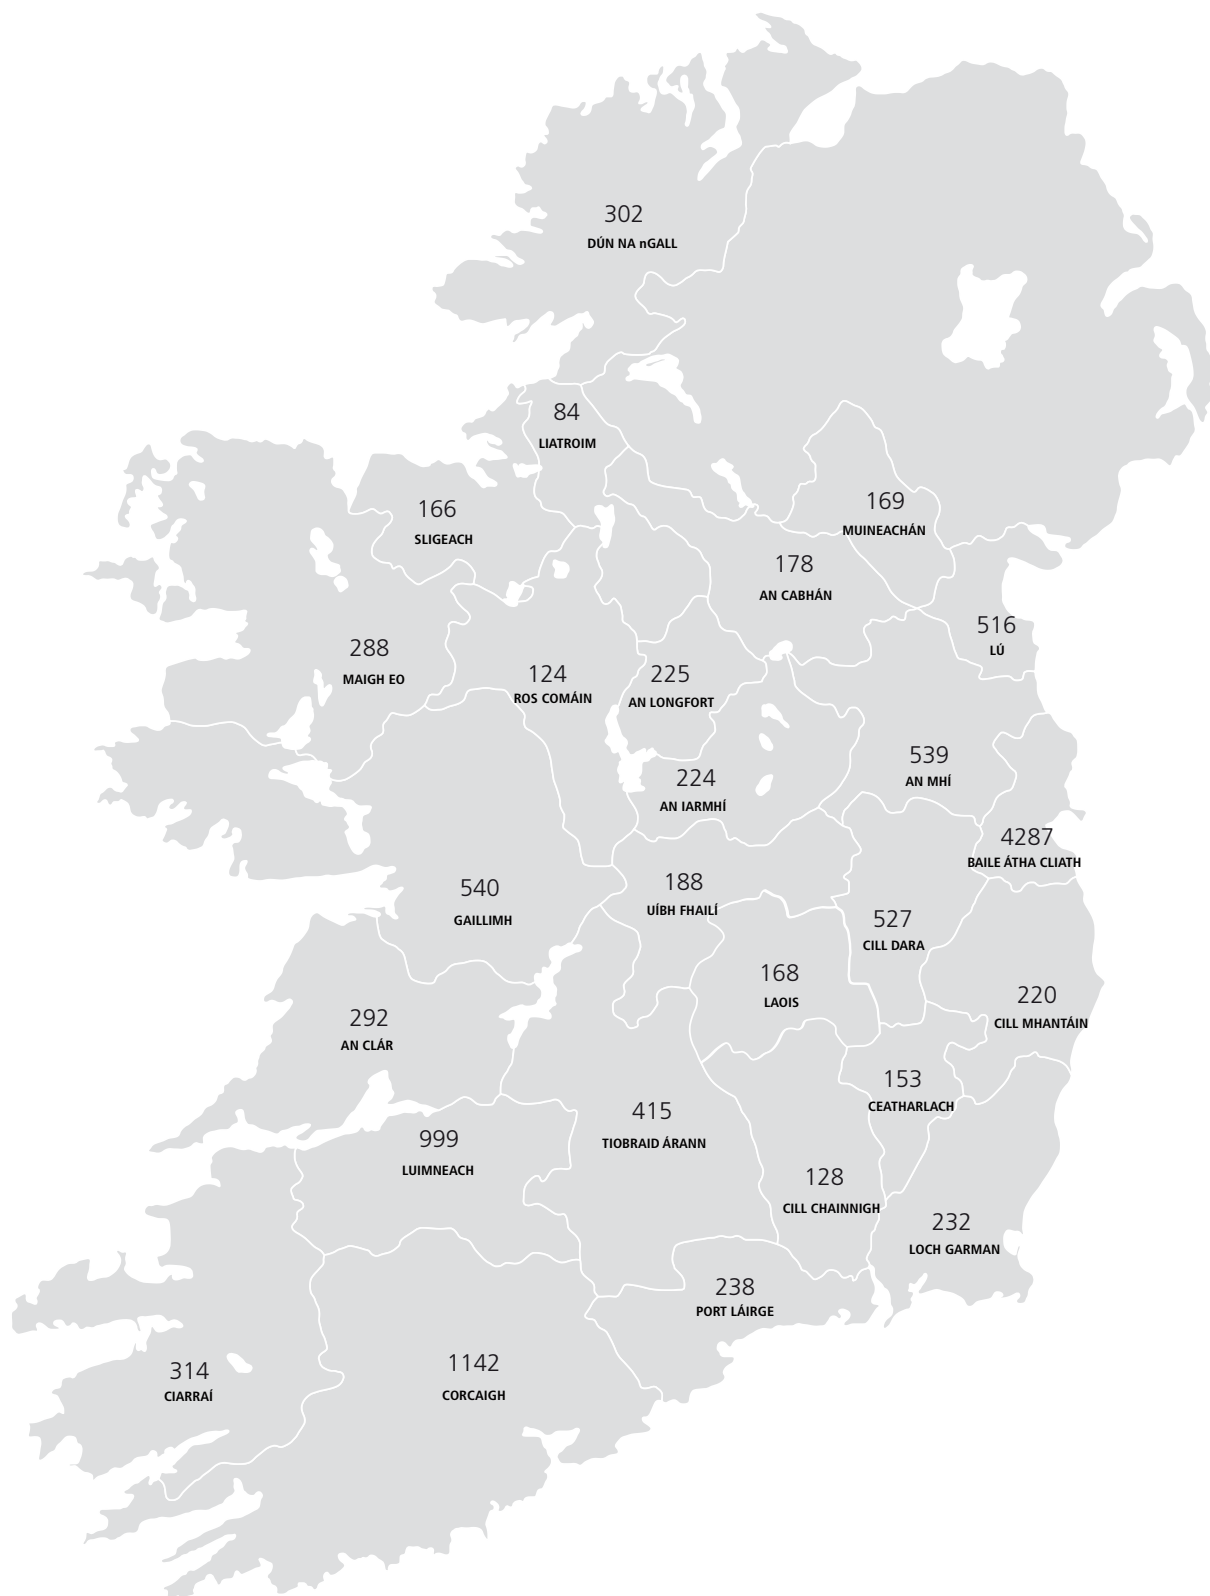 302
DÚN NA nGALL
84
LIATROIM
166
SLIGEACH
169
MUINEACHÁN
178
AN CABHÁN
516
LÚ
288
MAIGH EO
124
ROS COMÁIN
225
AN LONGFORT
539
AN MHÍ
224
AN IARMHÍ
4287
BAILE ÁTHA CLIATH
540
GAILLIMH
188
UÍBH FHAILÍ
527
CILL DARA
168
LAOIS
220
CILL MHANTÁIN
292
AN CLÁR
153
CEATHARLACH
415
TIOBRAID ÁRANN
999
LUIMNEACH
128
CILL CHAINNIGH
232
LOCH GARMAN
238
PORT LÁIRGE
314
CIARRAÍ
1142
CORCAIGH